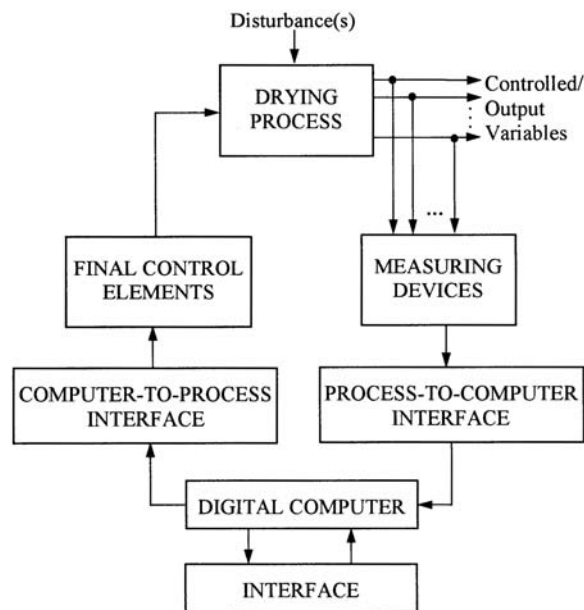 Disturbance(s)
DRYING
PROCESS
Controlled/
Output
Variables
...
FINAL CONTROL
ELEMENTS
MEASURING
DEVICES
COMPUTER-TO-PROCESS
INTERFACE
PROCESS-TO-COMPUTER
INTERFACE
DIGITAL COMPUTER
INTERFACE